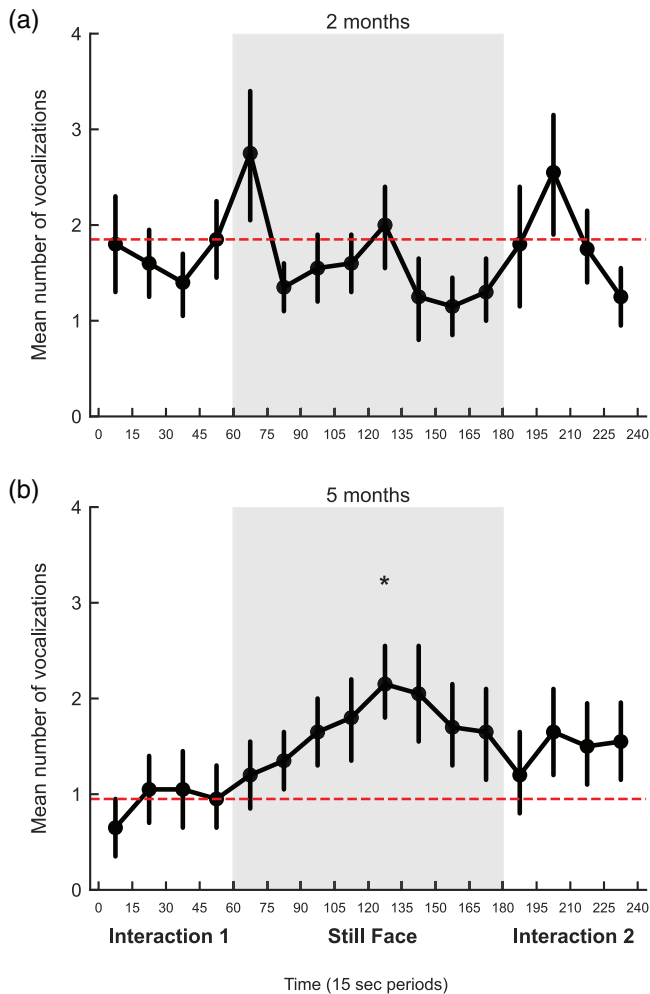 (a)
2 months
Mean number of vocalizations
4
3
2
1
0
0 15 30 45 60 75 90 105 120 135 150 165 180 195 210 225 240
(b)
5 months
Mean number of vocalizations
4
3
2
1
0
*
0 15 30 45 60 75 90 105 120 135 150 165 180 195 210 225 240
Interaction 1 Still Face Interaction 2
Time (15 sec periods)